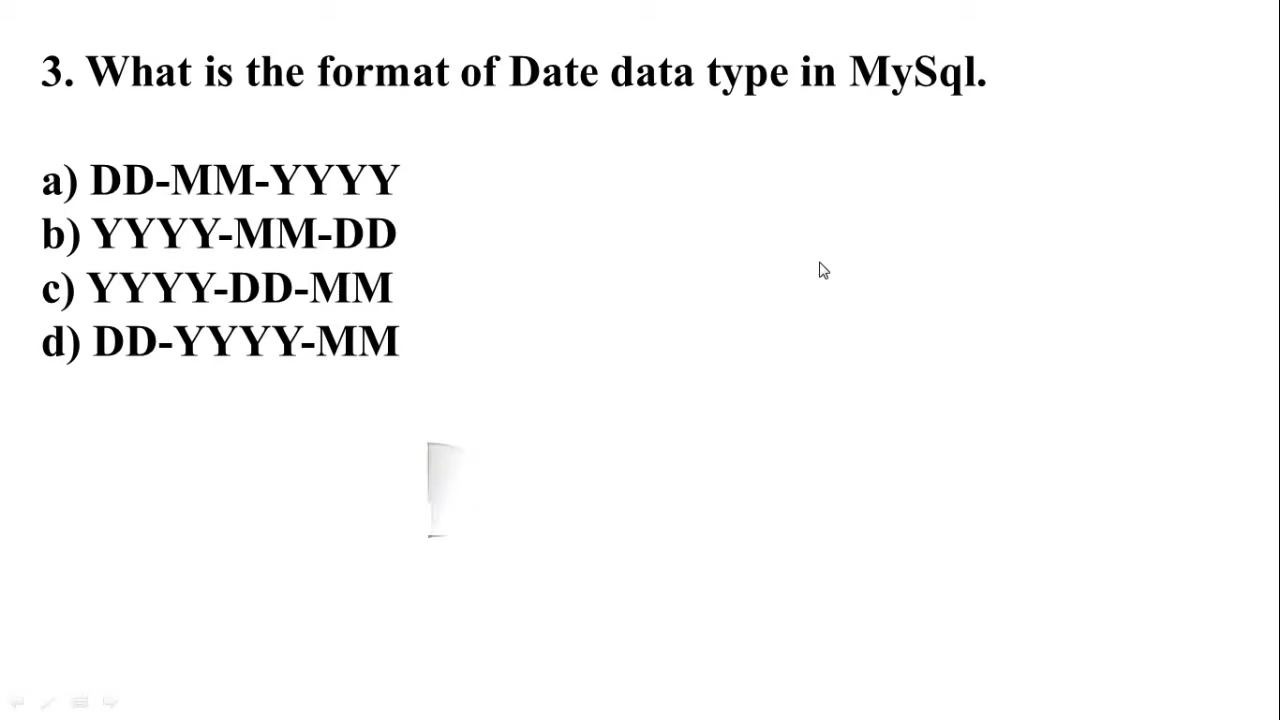 3. What is the format of Date data type in MySql.
a) DD-MM-YYYY
b) YYYY-MM-DD
c) YYYY-DD-MM
d) DD-YYYY-MM